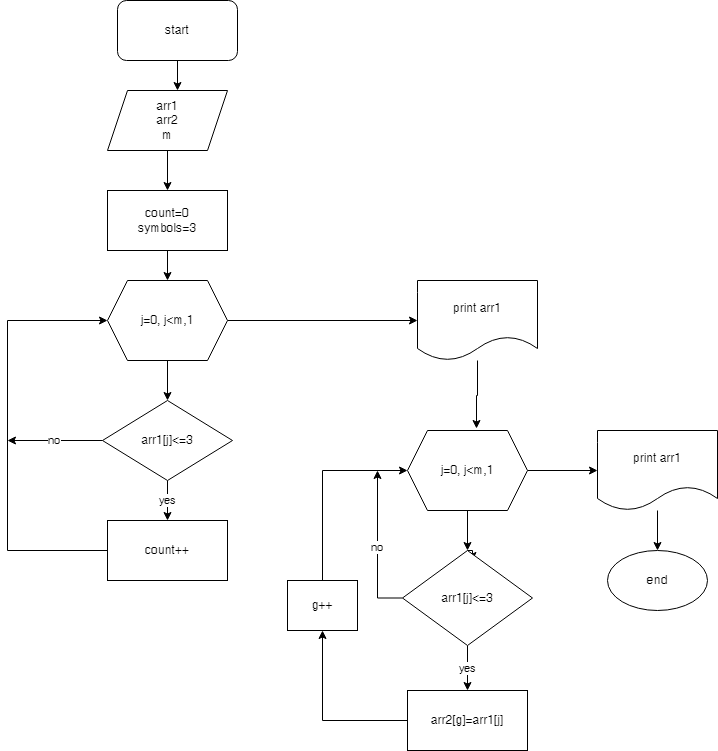 start
arr1
arr2
m
count=0
symbols=3
j=0, j<m,1
print arr1
arr1[j]<=3
no
yes
count++
j=0, j<m,1
print arr1
no
arr1[j]<=3
g++
end
yes
arr2[g]=arr1[j]